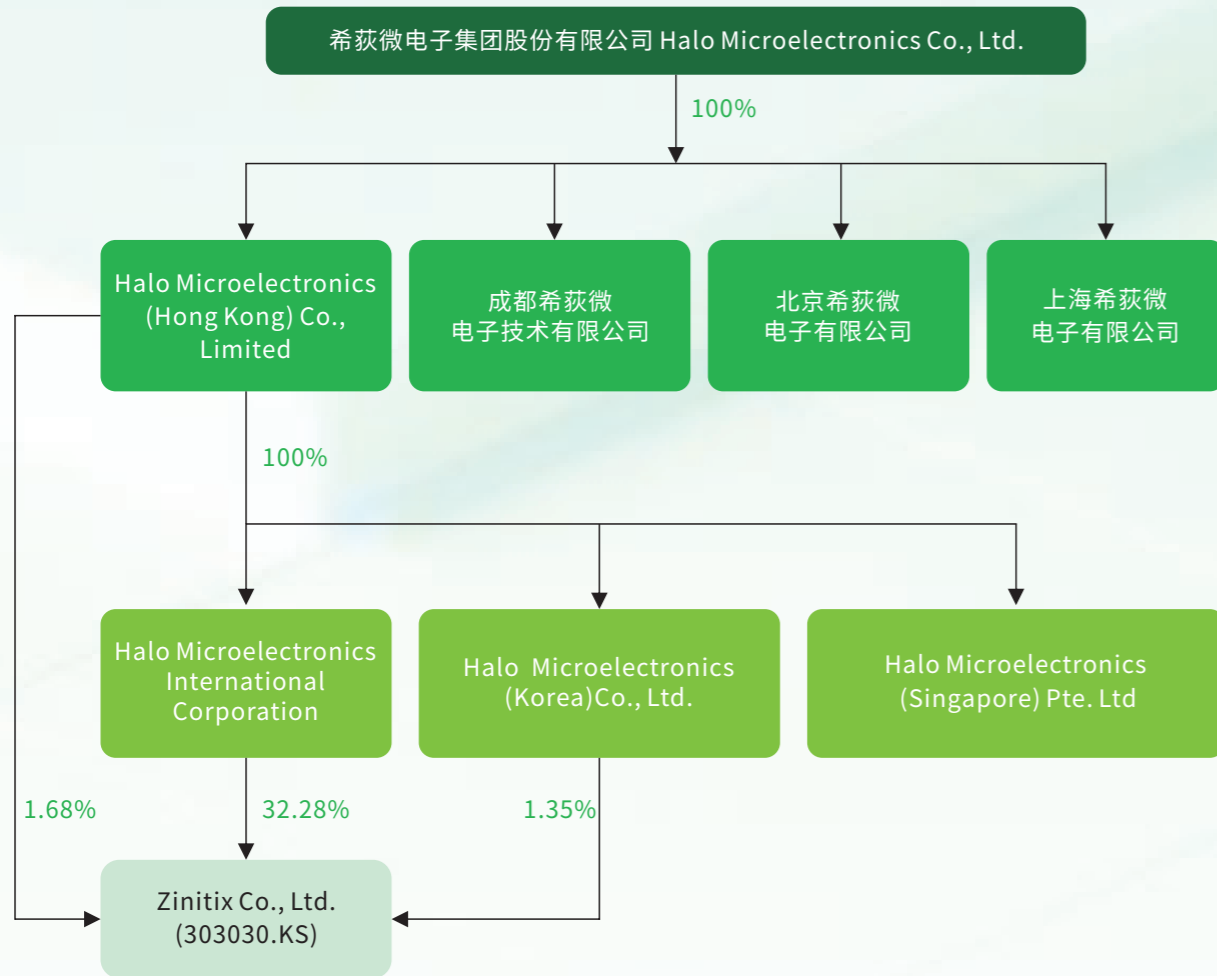 希荻微电子集团股份有限公司 Halo Microelectronics Co., Ltd.
100%
Halo Microelectronics
(Hong Kong) Co.,
Limited
成都希荻微
电子技术有限公司
北京希荻微
电子有限公司
上海希荻微
电子有限公司
100%
Halo Microelectronics
International
Corporation
Halo Microelectronics
(Korea)Co., Ltd.
Halo Microelectronics
(Singapore) Pte. Ltd
1.68%
32.28%
1.35%
Zinitix Co., Ltd.
(303030.KS)